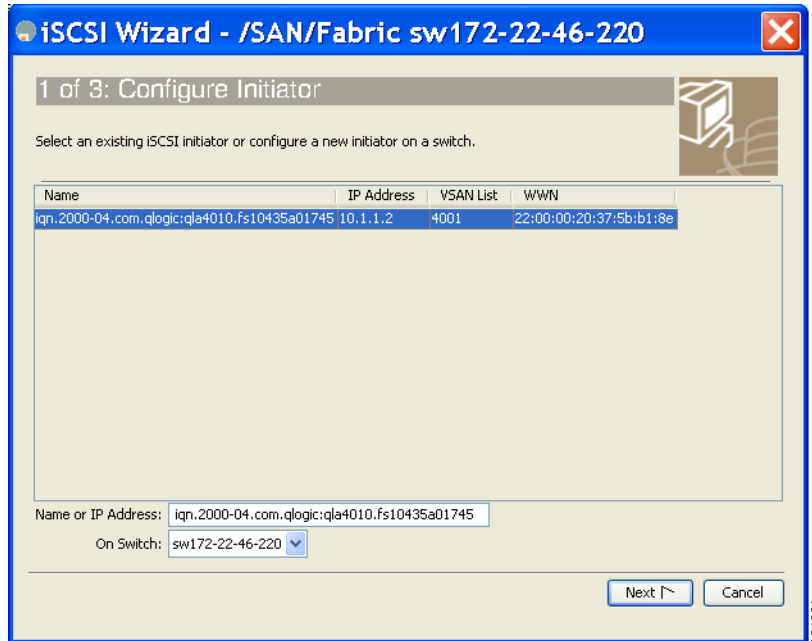 iSCSI Wizard - /SAN/Fabric sw172-22-46-220
1 of 3: Configure Initiator
Select an existing iSCSI initiator or configure a new initiator on a switch.
Name IP Address VSAN List WWN
iqn.2000-04.com.qlogic:qla4010.fs10435a01745 10.1.1.2 4001 22:00:00:20:37:5b:b1:8e
Name or IP Address: iqn.2000-04.com.qlogic:qla4010.fs10435a01745
On Switch: sw172-22-46-220
Next Cancel